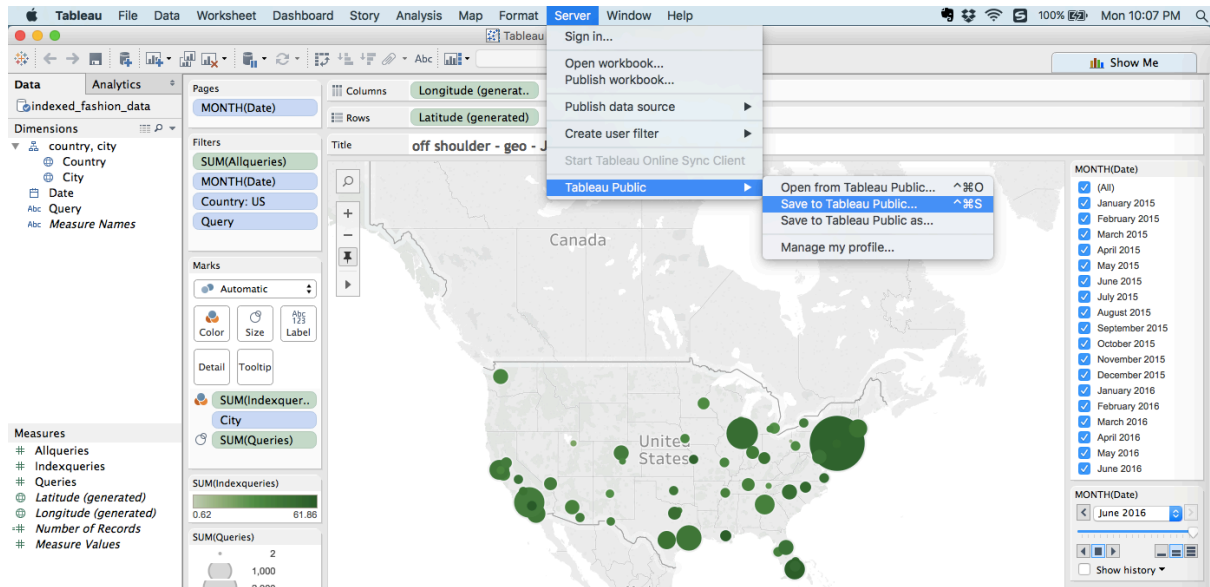 Tableau File Data Worksheet Dashboard Story Analysis Map Format Server Window Help 100% Mon 10:07 PM
Tableau
Sign in...
Open workbook...
Publish workbook...
Publish data source
Create user filter
Start Tableau Online Sync Client
Tableau Public
Open from Tableau Public... ^⌘O
Save to Tableau Public... ^⌘S
Save to Tableau Public as...
Manage my profile...
Abc
Show Me
Data Analytics
indexed_fashion_data
Dimensions
country, city
Country
City
Date
Abc Query
Abc Measure Names
Measures
# Allqueries
# Indexqueries
# Queries
Latitude (generated)
Longitude (generated)
=# Number of Records
# Measure Values
Pages
MONTH(Date)
Filters
SUM(Allqueries)
MONTH(Date)
Country: US
Query
Marks
Automatic
Color Size Abc 123 Label
Detail Tooltip
SUM(Indexquer..
City
SUM(Queries)
SUM(Indexqueries)
0.62 61.86
SUM(Queries)
2
1,000
Columns Longitude (generat..
Rows Latitude (generated)
Title off shoulder - geo - J
Canada
United
States
MONTH(Date)
(All)
January 2015
February 2015
March 2015
April 2015
May 2015
June 2015
July 2015
August 2015
September 2015
October 2015
November 2015
December 2015
January 2016
February 2016
March 2016
April 2016
May 2016
June 2016
MONTH(Date)
June 2016
Show history